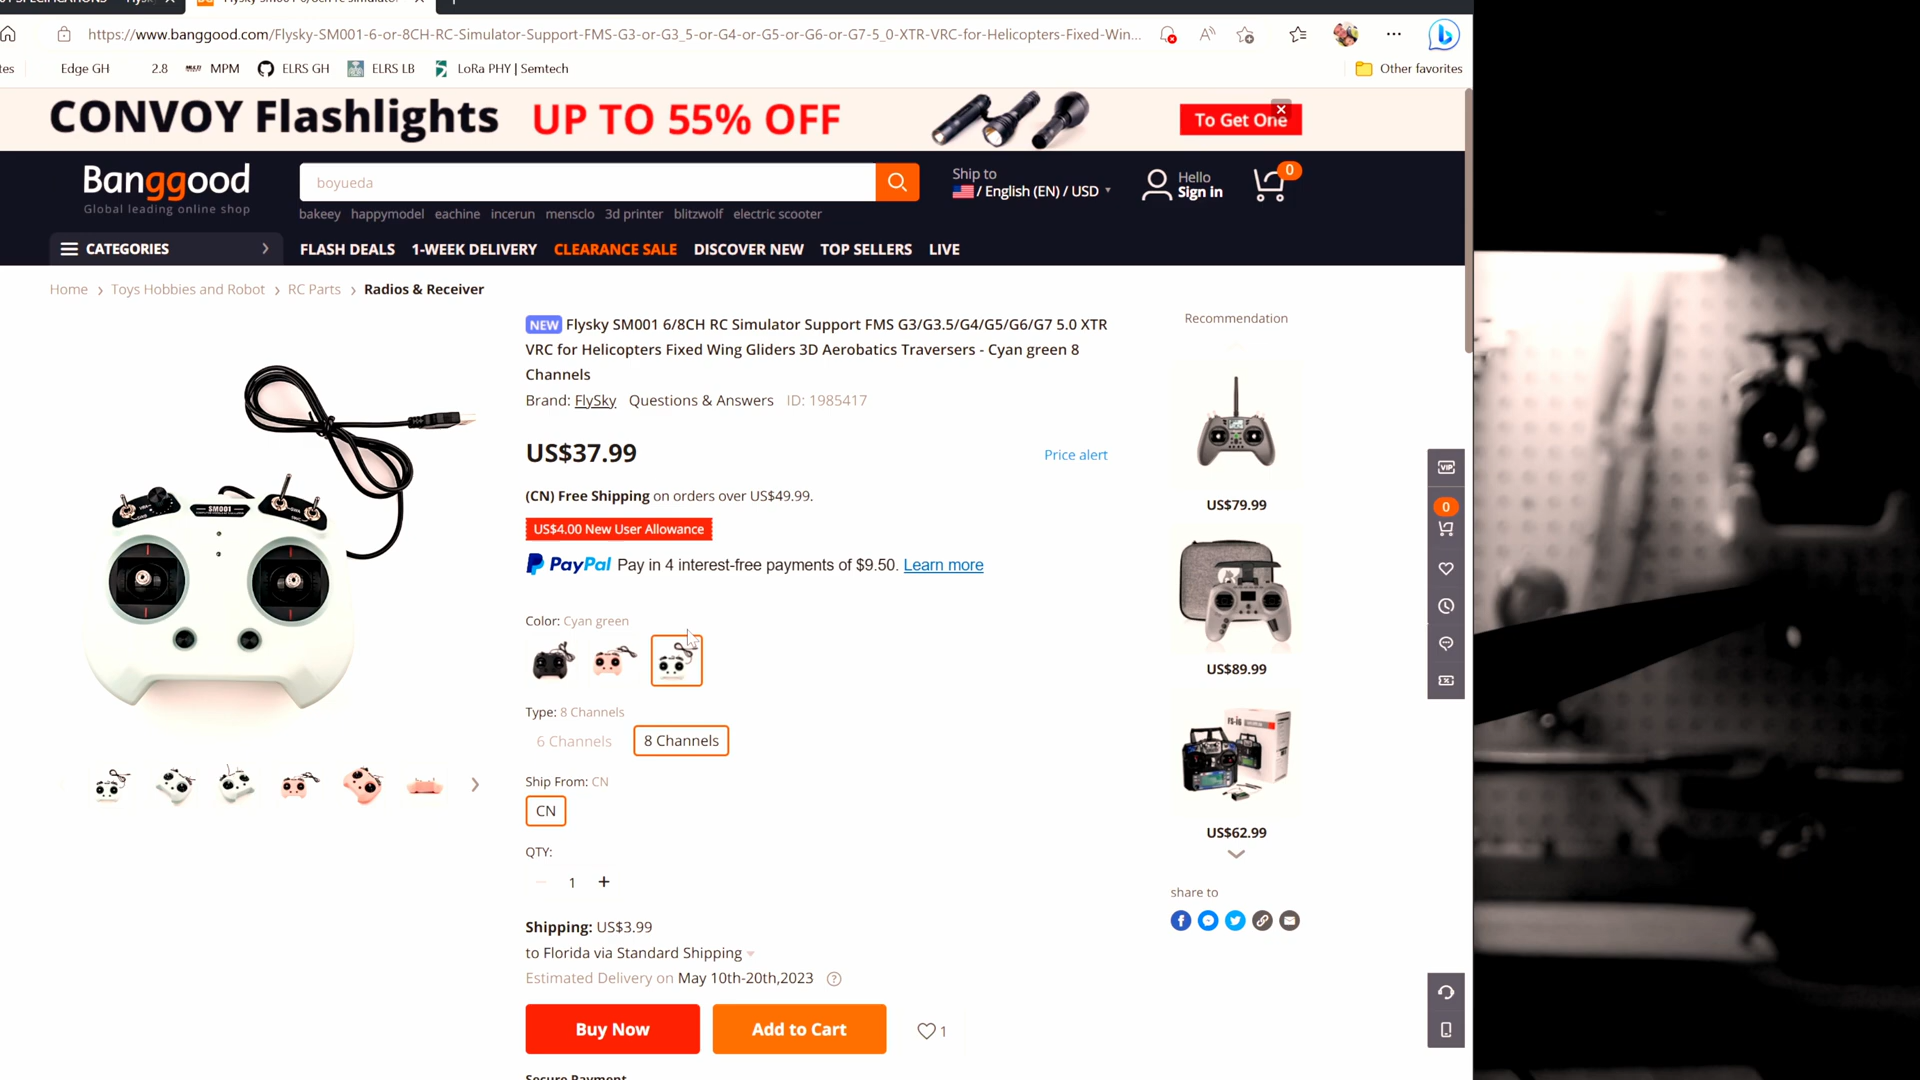 https://www.banggood.com/Flysky-SM001-6-or-8CH-RC-Simulator-Support-FMS-G3-or-G3_5-or-G4-or-G5-or-G6-or-G7-5_0-XTR-VRC-for-Helicopters-Fixed-Win...
Edge GH 2.8 MPM ELRS GH ELRS LB LoRa PHY | Semtech Other favorites
CONVOY Flashlights UP TO 55% OFF To Get One
Banggood
Global leading online shop
boyueda
Ship to
/ English (EN) / USD
Hello
Sign in
0
bakeey happymodel eachine incerun mensclo 3d printer blitzwolf electric scooter
CATEGORIES FLASH DEALS 1-WEEK DELIVERY CLEARANCE SALE DISCOVER NEW TOP SELLERS LIVE
Home > Toys Hobbies and Robot > RC Parts > Radios & Receiver
NEW Flysky SM001 6/8CH RC Simulator Support FMS G3/G3.5/G4/G5/G6/G7 5.0 XTR
VRC for Helicopters Fixed Wing Gliders 3D Aerobatics Traversers - Cyan green 8
Channels
Brand: FlySky Questions & Answers ID: 1985417
US$37.99
Price alert
(CN) Free Shipping on orders over US$49.99.
US$4.00 New User Allowance
PayPal Pay in 4 interest-free payments of $9.50. Learn more
SM001
Color: Cyan green
Type: 8 Channels
6 Channels 8 Channels
Ship From: CN
CN
QTY:
1 +
Shipping: US$3.99
to Florida via Standard Shipping
Estimated Delivery on May 10th-20th,2023
Buy Now Add to Cart 1
Secure Payment
Recommendation
US$79.99
US$89.99
FS-i6
US$62.99
share to
VIP
0